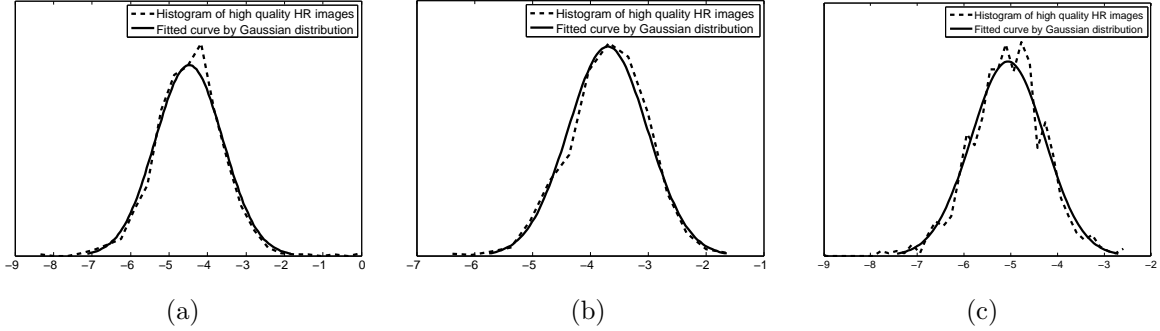 Histogram of high quality HR images
Fitted curve by Gaussian distribution
−9 −8 −7 −6 −5 −4 −3 −2 −1 0
(a)
Histogram of high quality HR images
Fitted curve by Gaussian distribution
−7 −6 −5 −4 −3 −2 −1
(b)
Histogram of high quality HR images
Fitted curve by Gaussian distribution
−9 −8 −7 −6 −5 −4 −3 −2
(c)